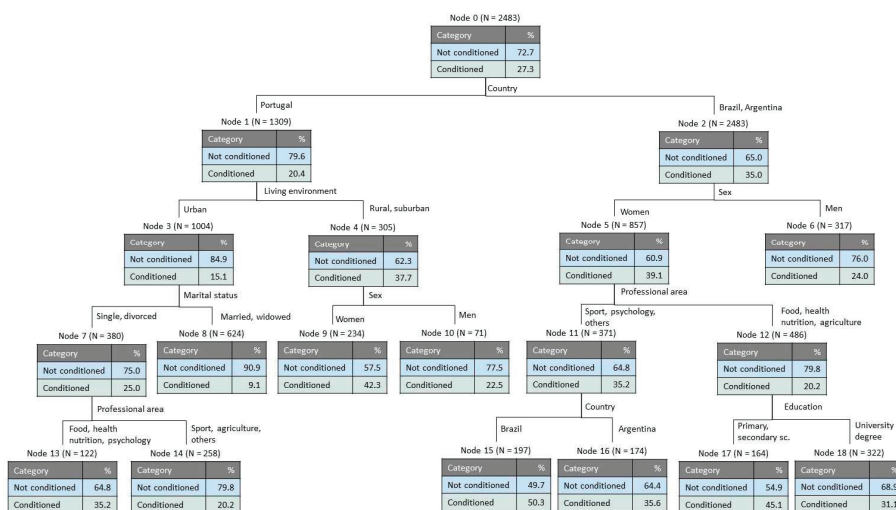 Node 0 (N = 2483)
Category %
Not conditioned 72.7
Conditioned 27.3
Country
Portugal
Brazil, Argentina
Node 1 (N = 1309)
Category %
Not conditioned 79.6
Conditioned 20.4
Node 2 (N = 2483)
Category %
Not conditioned 65.0
Conditioned 35.0
Living environment
Sex
Urban
Rural, suburban
Women
Men
Node 3 (N = 1004)
Category %
Not conditioned 84.9
Conditioned 15.1
Node 4 (N = 305)
Category %
Not conditioned 62.3
Conditioned 37.7
Node 5 (N = 857)
Category %
Not conditioned 60.9
Conditioned 39.1
Node 6 (N = 317)
Category %
Not conditioned 76.0
Conditioned 24.0
Marital status
Sex
Professional area
Single, divorced
Married, widowed
Women
Men
Sport, psychology,
others
Food, health
nutrition, agriculture
Node 7 (N = 380)
Category %
Not conditioned 75.0
Conditioned 25.0
Node 8 (N = 624)
Category %
Not conditioned 90.9
Conditioned 9.1
Node 9 (N = 234)
Category %
Not conditioned 57.5
Conditioned 42.3
Node 10 (N = 71)
Category %
Not conditioned 77.5
Conditioned 22.5
Node 11 (N = 371)
Category %
Not conditioned 64.8
Conditioned 35.2
Node 12 (N = 486)
Category %
Not conditioned 79.8
Conditioned 20.2
Professional area
Country
Education
Food, health
nutrition, psychology
Sport, agriculture,
others
Brazil
Argentina
Primary,
secondary sc.
University
degree
Node 13 (N = 122)
Category %
Not conditioned 64.8
Conditioned 35.2
Node 14 (N = 258)
Category %
Not conditioned 79.8
Conditioned 20.2
Node 15 (N = 197)
Category %
Not conditioned 49.7
Conditioned 50.3
Node 16 (N = 174)
Category %
Not conditioned 64.4
Conditioned 35.6
Node 17 (N = 164)
Category %
Not conditioned 54.9
Conditioned 45.1
Node 18 (N = 322)
Category %
Not conditioned 68.9
Conditioned 31.1